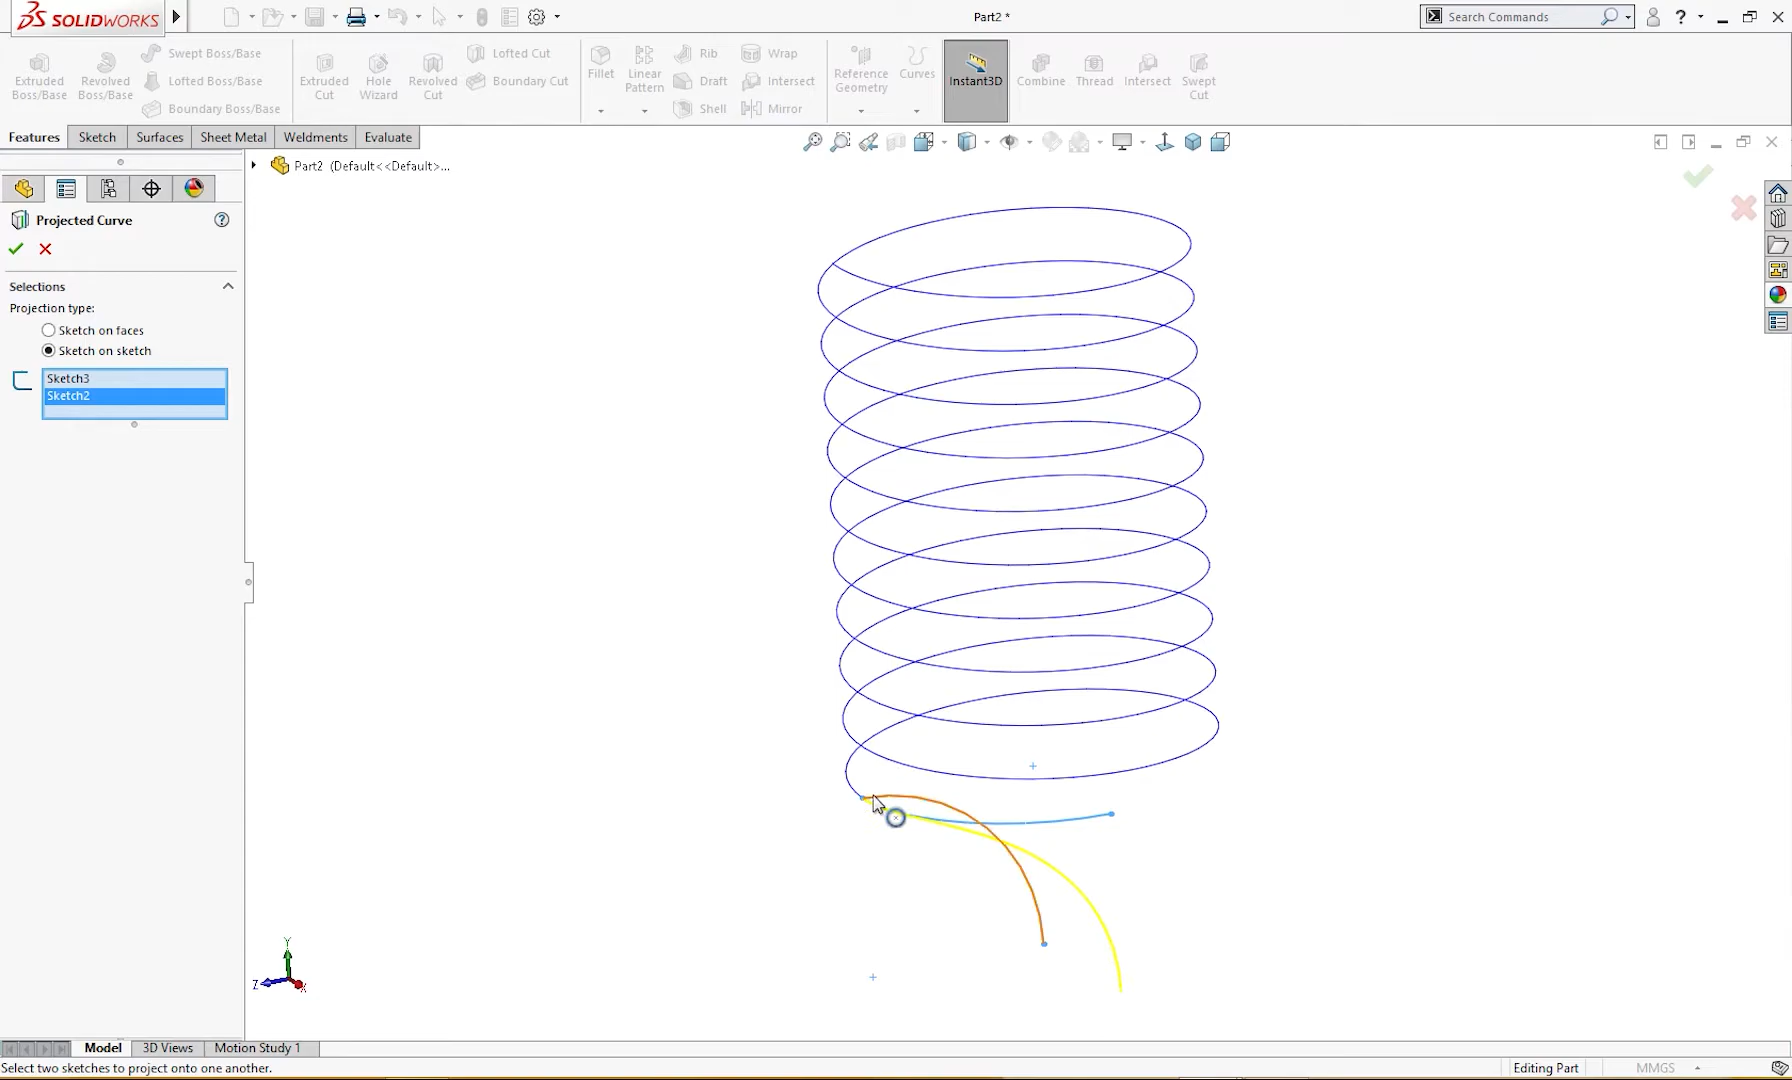 SOLIDWORKS
Part2 *
Search Commands
?
Extruded Boss/Base
Revolved Boss/Base
Swept Boss/Base
Lofted Boss/Base
Boundary Boss/Base
Extruded Cut
Hole Wizard
Revolved Cut
Lofted Cut
Boundary Cut
Fillet
Linear Pattern
Rib
Draft
Shell
Wrap
Intersect
Mirror
Reference Geometry
Curves
Instant3D
Combine
Thread
Intersect
Swept Cut
Features
Sketch
Surfaces
Sheet Metal
Weldments
Evaluate
Part2 (Default<<Default>...
Projected Curve
?
Selections
Projection type:
Sketch on faces
Sketch on sketch
Sketch3
Sketch2
Y
Z
X
Model
3D Views
Motion Study 1
Select two sketches to project onto one another.
Editing Part
MMGS